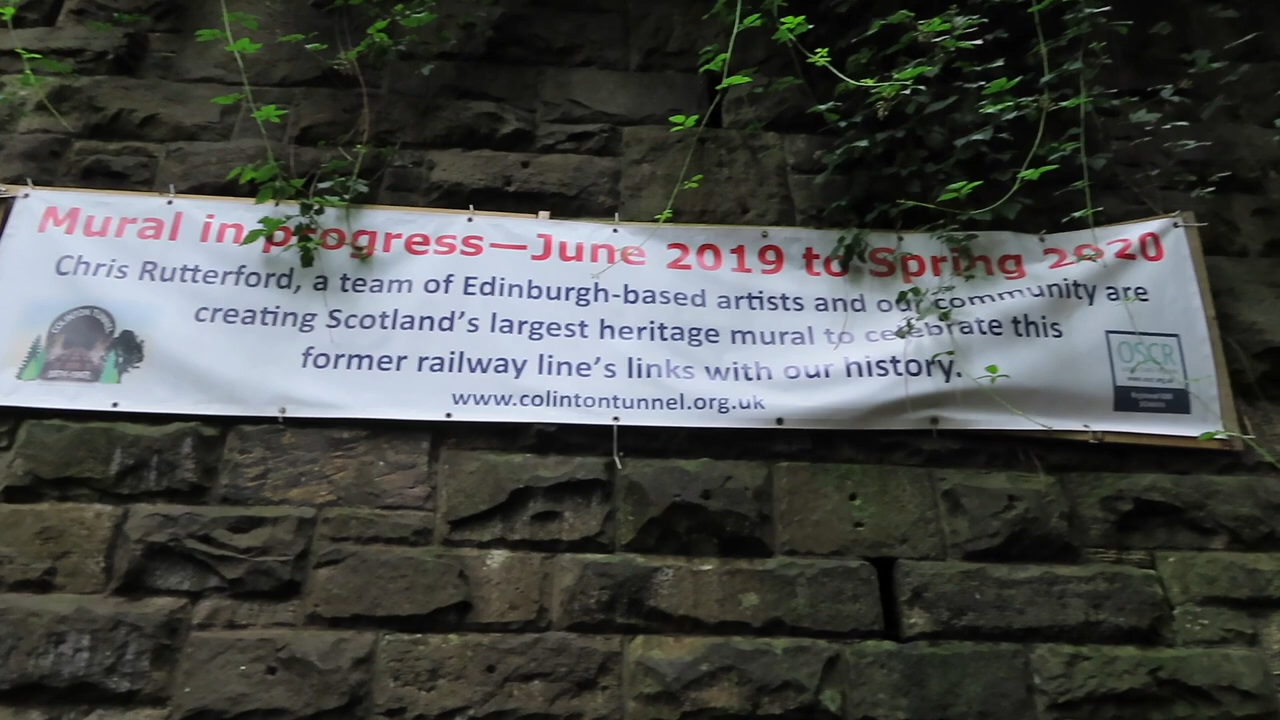 Mural in progress—June 2019 to Spring 2020
Chris Rutterford, a team of Edinburgh-based artists and our community are
creating Scotland's largest heritage mural to celebrate this
former railway line's links with our history.
www.colintontunnel.org.uk
COLINTON TUNNEL
OSCR